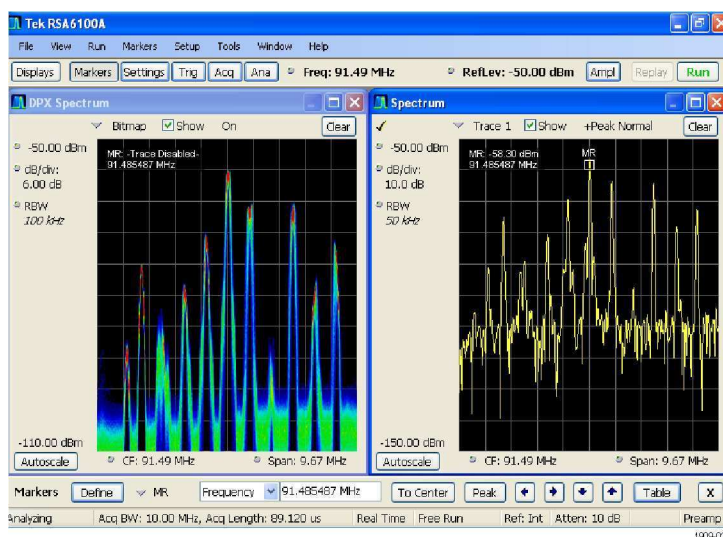 Tek RSA6100A
File View Run Markers Setup Tools Window Help
Displays Markers Settings Trig Acq Ana Freq: 91.49 MHz RefLev: -50.00 dBm Ampl Replay Run
DPX Spectrum
Bitmap Show On Clear
-50.00 dBm
dB/div:
6.00 dB
RBW
100 kHz
MR: -Trace Disabled-
91.485487 MHz
-110.00 dBm
Autoscale CF: 91.49 MHz Span: 9.67 MHz
Spectrum
Trace 1 Show +Peak Normal Clear
-50.00 dBm
dB/div:
10.0 dB
RBW
50 kHz
MR: -58.30 dBm
91.485487 MHz
MR
-150.00 dBm
Autoscale CF: 91.49 MHz Span: 9.67 MHz
Markers Define MR Frequency 91.485487 MHz To Center Peak Table X
Analyzing Acq BW: 10.00 MHz, Acq Length: 89.120 us Real Time Free Run Ref: Int Atten: 10 dB Preamp